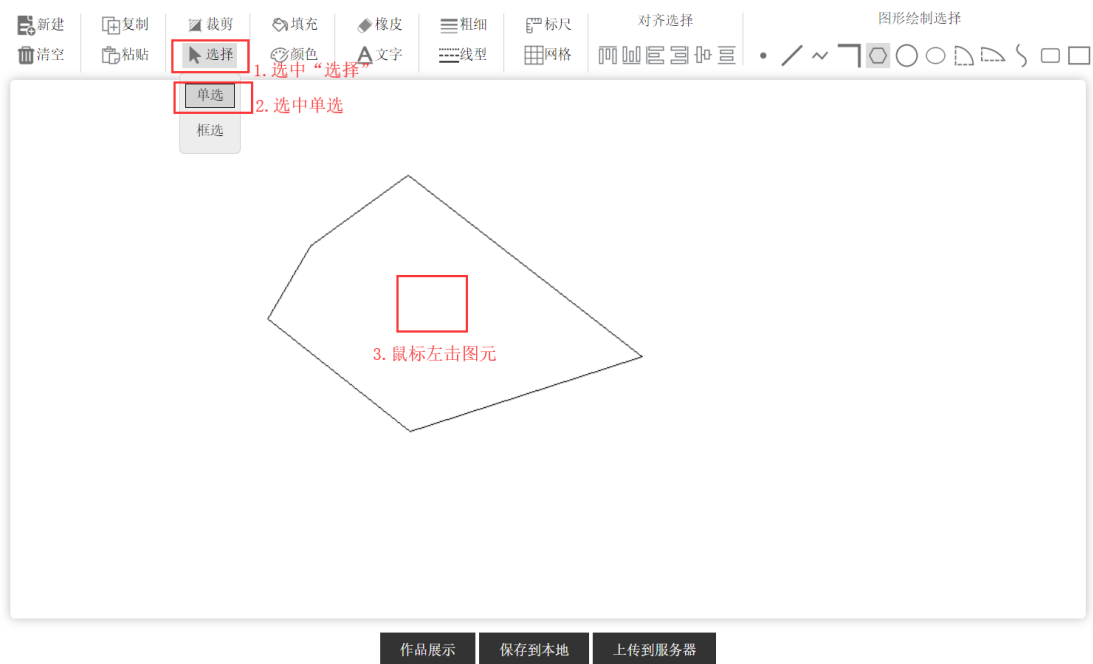 新建 复制 裁剪 填充 橡皮 粗细 标尺 对齐选择 图形绘制选择
清空 粘贴 选择 颜色 文字 线型 网格
1.选中“选择”
单选 2.选中单选
框选
3.鼠标左击图元
作品展示 保存到本地 上传到服务器